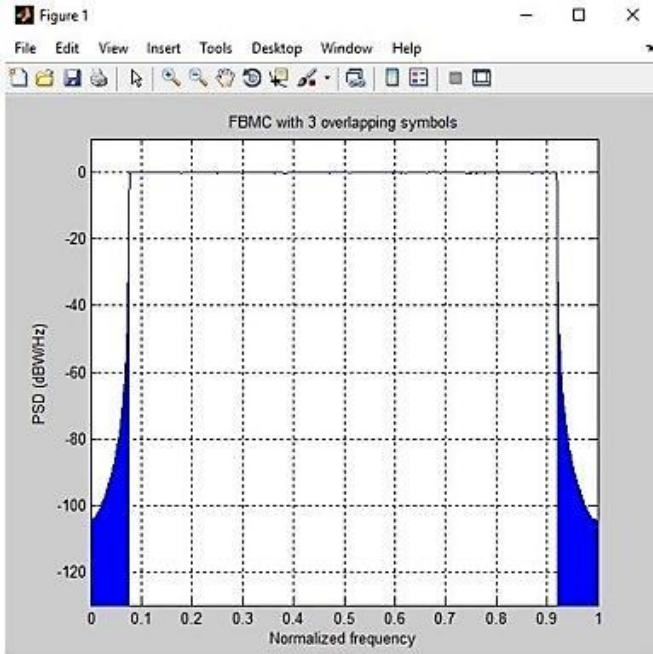 Figure 1
File Edit View Insert Tools Desktop Window Help
FBMC with 3 overlapping symbols
0
-20
-40
-60
-80
-100
-120
PSD (dBW/Hz)
0 0.1 0.2 0.3 0.4 0.5 0.6 0.7 0.8 0.9 1
Normalized frequency